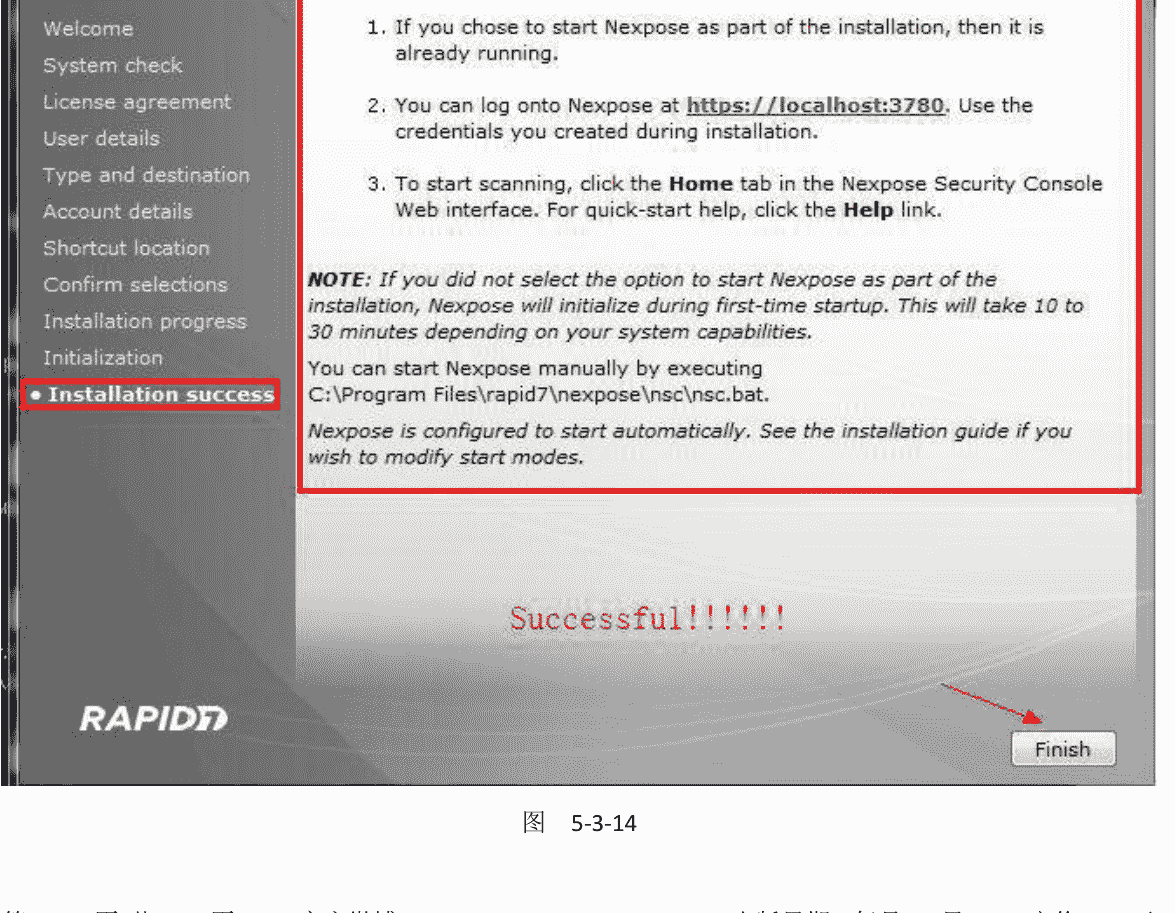 Welcome
System check
License agreement
User details
Type and destination
Account details
Shortcut location
Confirm selections
Installation progress
Initialization
• Installation success
1. If you chose to start Nexpose as part of the installation, then it is
already running.
2. You can log onto Nexpose at https://localhost:3780. Use the
credentials you created during installation.
3. To start scanning, click the Home tab in the Nexpose Security Console
Web interface. For quick-start help, click the Help link.
NOTE: If you did not select the option to start Nexpose as part of the
installation, Nexpose will initialize during first-time startup. This will take 10 to
30 minutes depending on your system capabilities.
You can start Nexpose manually by executing
C:\Program Files\rapid7\nexpose\nsc\nsc.bat.
Nexpose is configured to start automatically. See the installation guide if you
wish to modify start modes.
Successful!!!!!!
RAPID7
Finish
图 5-3-14